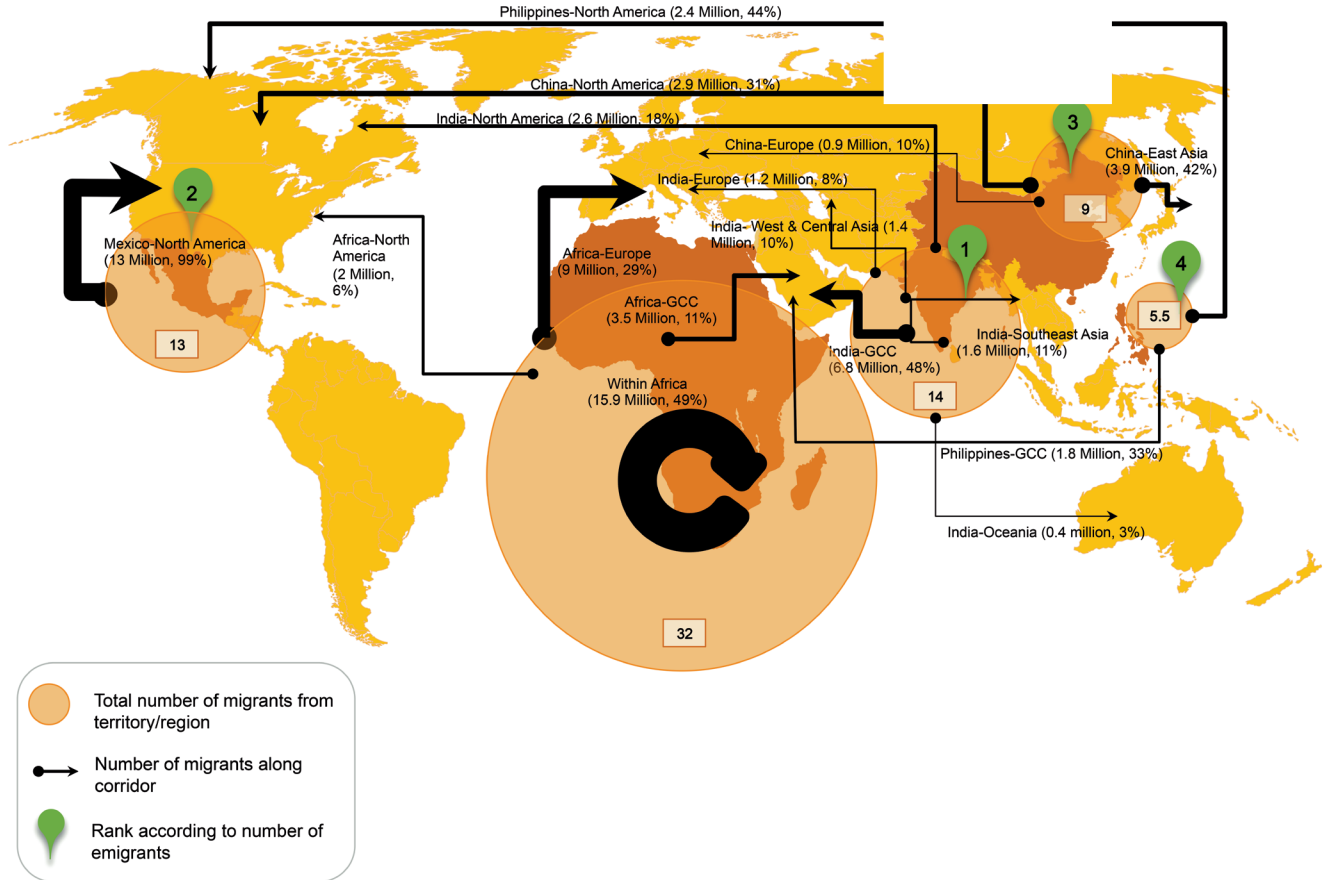 Philippines-North America (2.4 Million, 44%)
China-North America (2.9 Million, 31%)
India-North America (2.6 Million, 18%)
China-Europe (0.9 Million, 10%)
3
China-East Asia
(3.9 Million, 42%)
India-Europe (1.2 Million, 8%)
2
9
India- West & Central Asia (1.4
Million, 10%)
Mexico-North America
(13 Million, 99%)
Africa-North
America
(2 Million,
6%)
Africa-Europe
(9 Million, 29%)
1
4
Africa-GCC
(3.5 Million, 11%)
5.5
13
India-Southeast Asia
(1.6 Million, 11%)
India-GCC
(6.8 Million, 48%)
Within Africa
(15.9 Million, 49%)
14
Philippines-GCC (1.8 Million, 33%)
India-Oceania (0.4 million, 3%)
32
Total number of migrants from
territory/region
Number of migrants along
corridor
Rank according to number of
emigrants